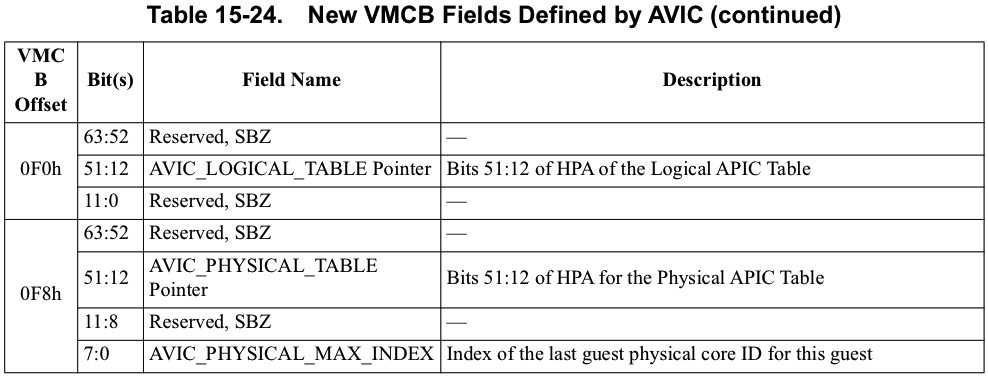 Table 15-24. New VMCB Fields Defined by AVIC (continued)
VMC
B
Offset
Bit(s)
Field Name
Description
0F0h
63:52 Reserved, SBZ —
51:12 AVIC_LOGICAL_TABLE Pointer Bits 51:12 of HPA of the Logical APIC Table
11:0 Reserved, SBZ —
0F8h
63:52 Reserved, SBZ —
51:12 AVIC_PHYSICAL_TABLE
Pointer
Bits 51:12 of HPA for the Physical APIC Table
11:8 Reserved, SBZ —
7:0 AVIC_PHYSICAL_MAX_INDEX Index of the last guest physical core ID for this guest